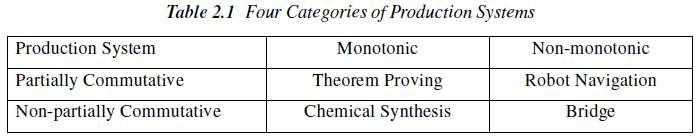 Table 2.1 Four Categories of Production Systems
Production System Monotonic Non-monotonic
Partially Commutative Theorem Proving Robot Navigation
Non-partially Commutative Chemical Synthesis Bridge